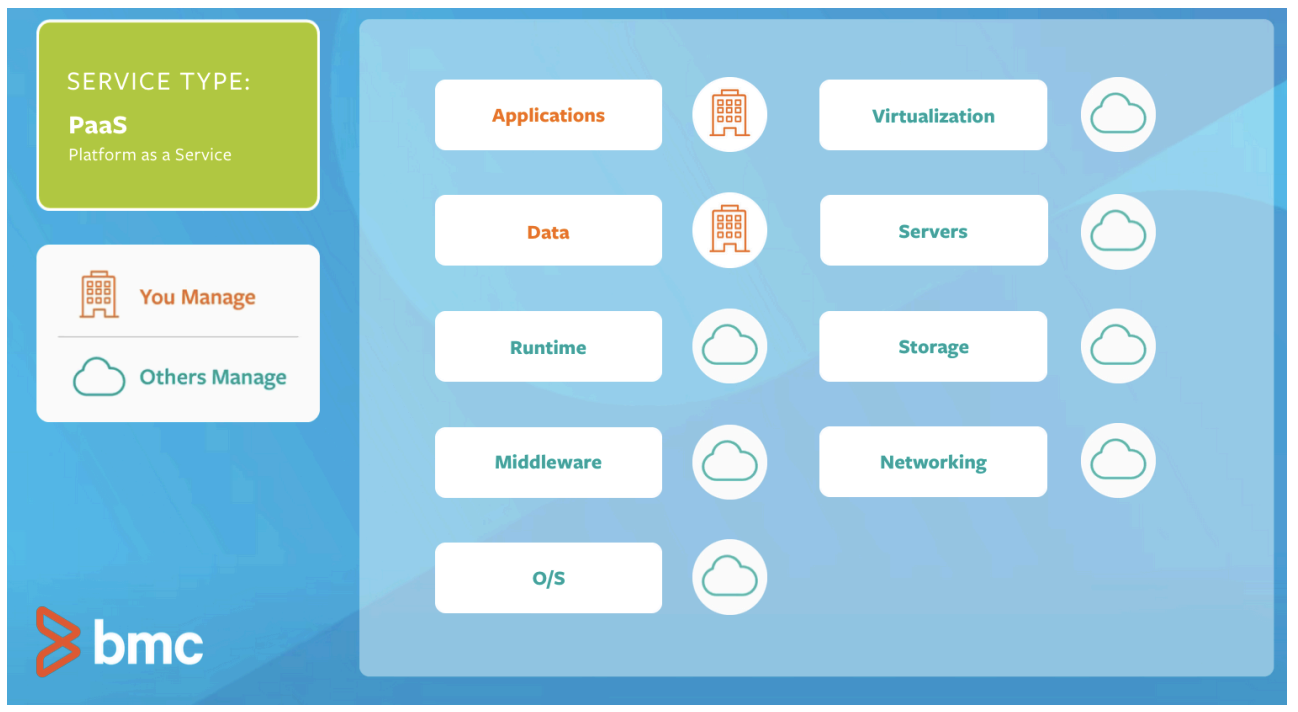 SERVICE TYPE:
PaaS
Platform as a Service
You Manage
Others Manage
bmc
Applications
Data
Runtime
Middleware
O/S
Virtualization
Servers
Storage
Networking